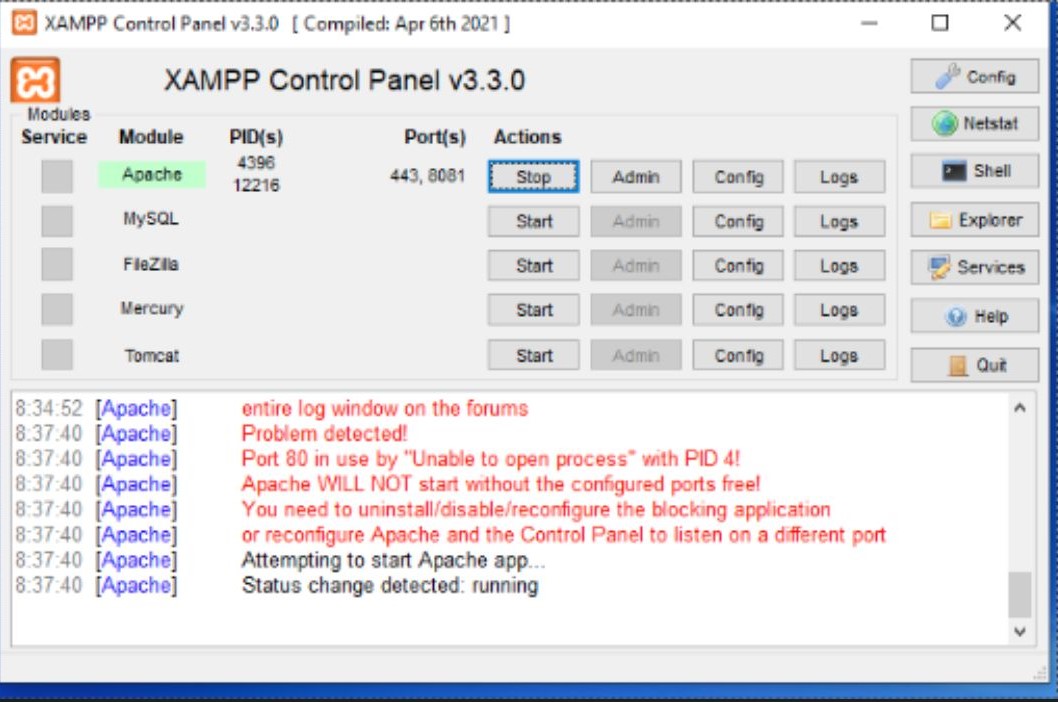 XAMPP Control Panel v3.3.0 [ Compiled: Apr 6th 2021 ]
XAMPP Control Panel v3.3.0
Config
Modules
Service Module PID(s) Port(s) Actions
Netstat
Apache 4396 12216 443, 8081 Stop Admin Config Logs
Shell
MySQL Start Admin Config Logs
Explorer
FileZilla Start Admin Config Logs
Services
Mercury Start Admin Config Logs
Help
Tomcat Start Admin Config Logs
Quit
8:34:52 [Apache] entire log window on the forums
8:37:40 [Apache] Problem detected!
8:37:40 [Apache] Port 80 in use by "Unable to open process" with PID 4!
8:37:40 [Apache] Apache WILL NOT start without the configured ports free!
8:37:40 [Apache] You need to uninstall/disable/reconfigure the blocking application
8:37:40 [Apache] or reconfigure Apache and the Control Panel to listen on a different port
8:37:40 [Apache] Attempting to start Apache app...
8:37:40 [Apache] Status change detected: running